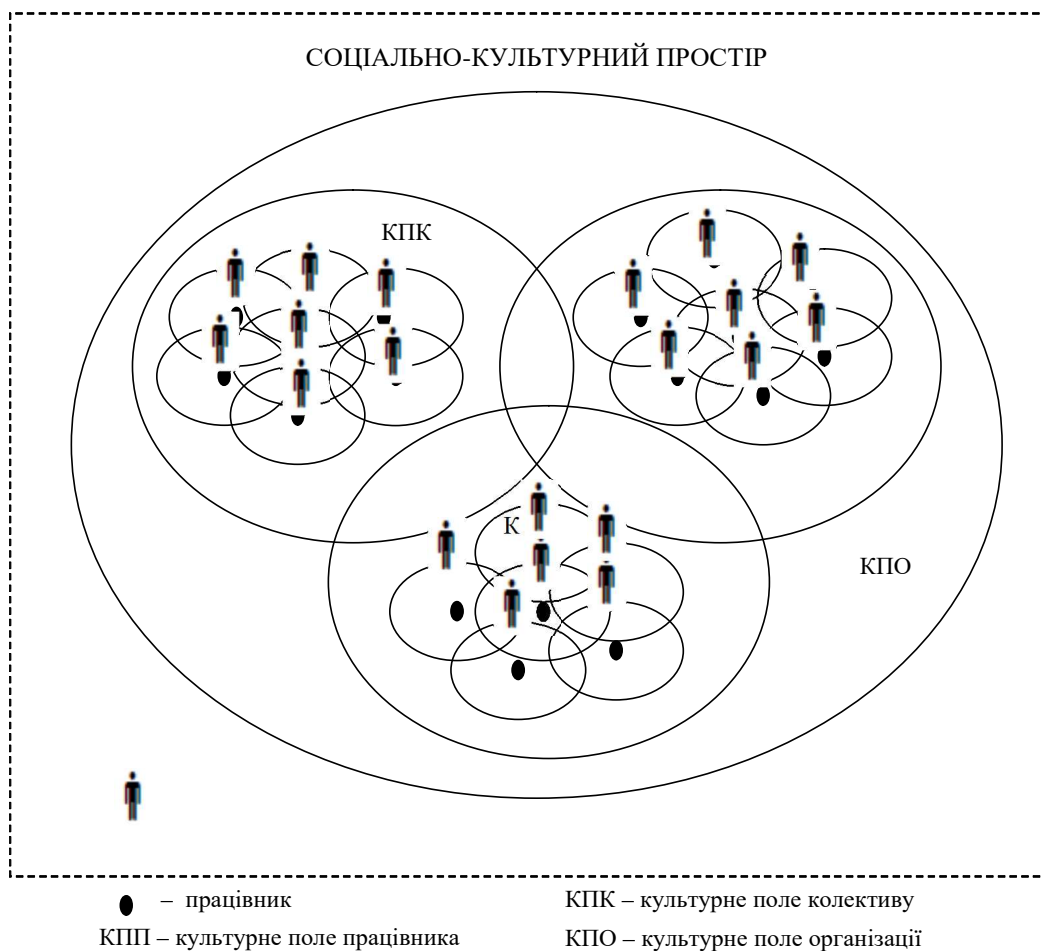 СОЦІАЛЬНО-КУЛЬТУРНИЙ ПРОСТІР
КПК
К
КПО
– працівник
КПК – культурне поле колективу
КПП – культурне поле працівника
КПО – культурне поле організації